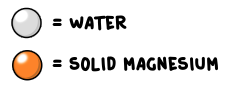 = WATER
= SOLID MAGNESIUM